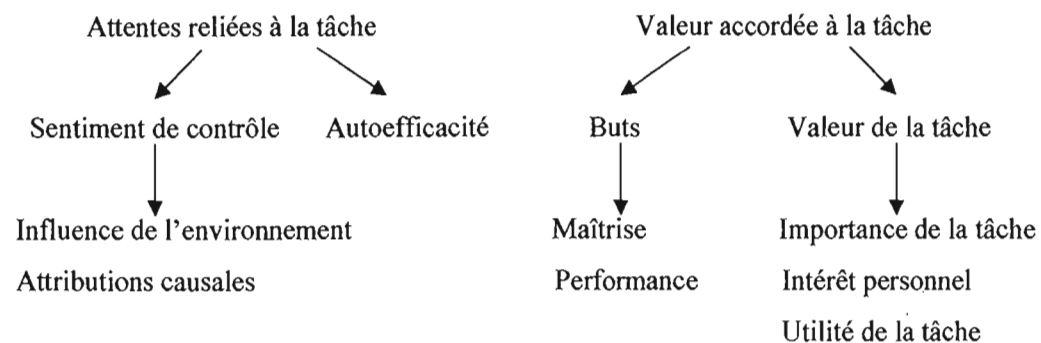 Attentes reliées à la tâche
Valeur accordée à la tâche
Sentiment de contrôle
Autoefficacité
Buts
Valeur de la tâche
Influence de l'environnement
Maîtrise
Importance de la tâche
Attributions causales
Performance
Intérêt personnel
Utilité de la tâche